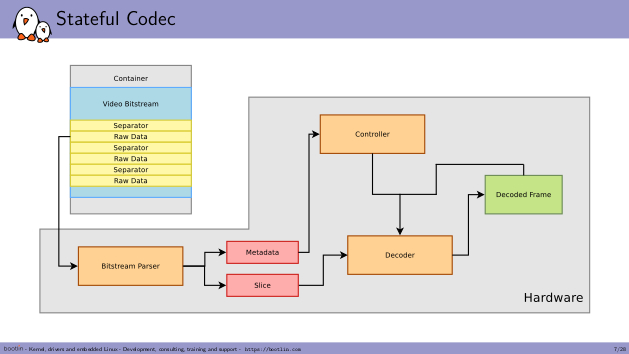 Stateful Codec
Container
Video Bitstream
Separator
Raw Data
Separator
Raw Data
Separator
Raw Data
Controller
Decoded Frame
Metadata
Bitstream Parser
Decoder
Slice
Hardware
bootlin - Kernel, drivers and embedded Linux - Development, consulting, training and support - https://bootlin.com
7/28